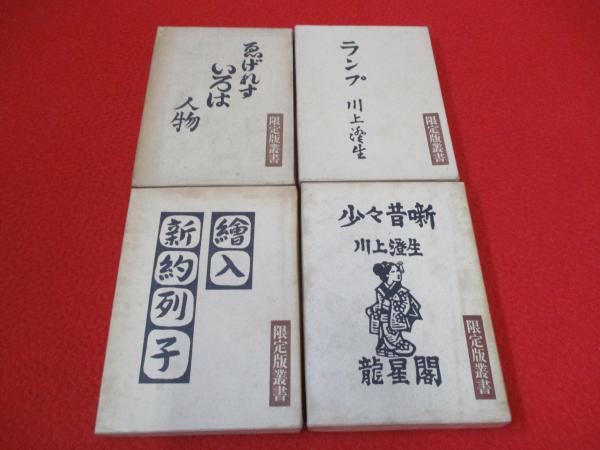 ゑげれす
いろは
人物
限定版叢書
ランプ
川上澄生
限定版叢書
繪入
新約列子
限定版叢書
少々昔噺
川上澄生
龍星閣
限定版叢書